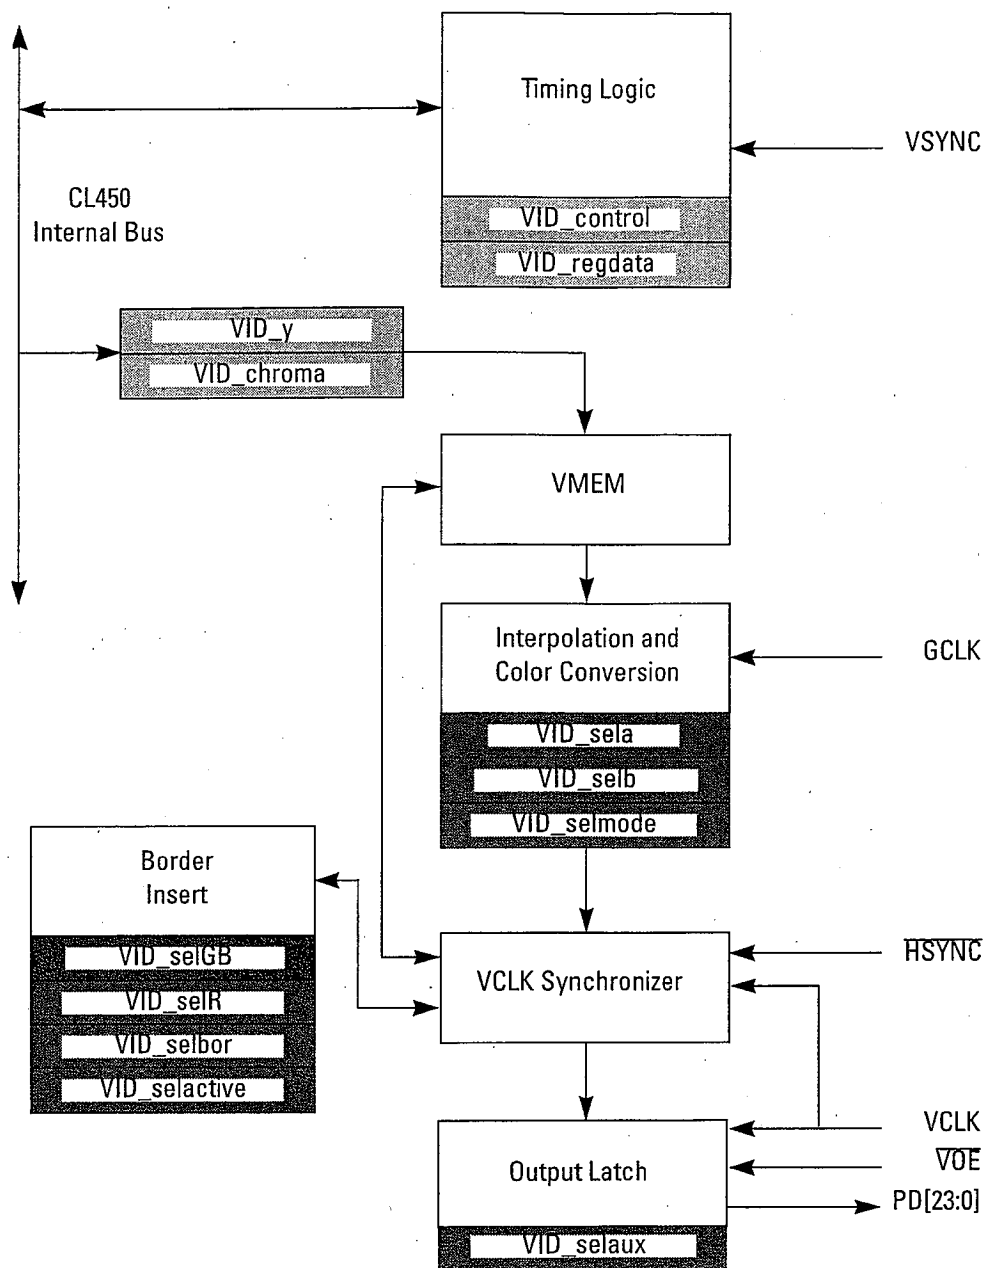 Timing Logic
VSYNC
CL450
Internal Bus
VID_control
VID_regdata
VID_y
VID_chroma
VMEM
Interpolation and
Color Conversion
GCLK
VID_sela
VID_selb
VID_selmode
Border
Insert
VID_selGB
VID_selR
VID_selbor
VID_selactive
HSYNC
VCLK Synchronizer
VCLK
VOE
Output Latch
PD[23:0]
VID_selaux